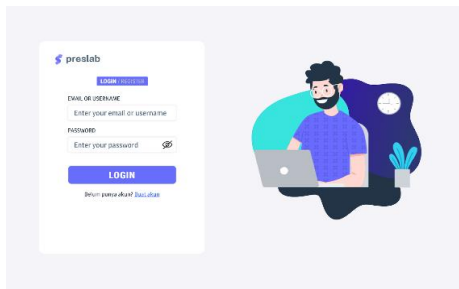 preslab
LOGIN / REGISTER
EMAIL OR USERNAME
Enter your email or username
PASSWORD
Enter your password
LOGIN
Belum punya akun? Buat akun